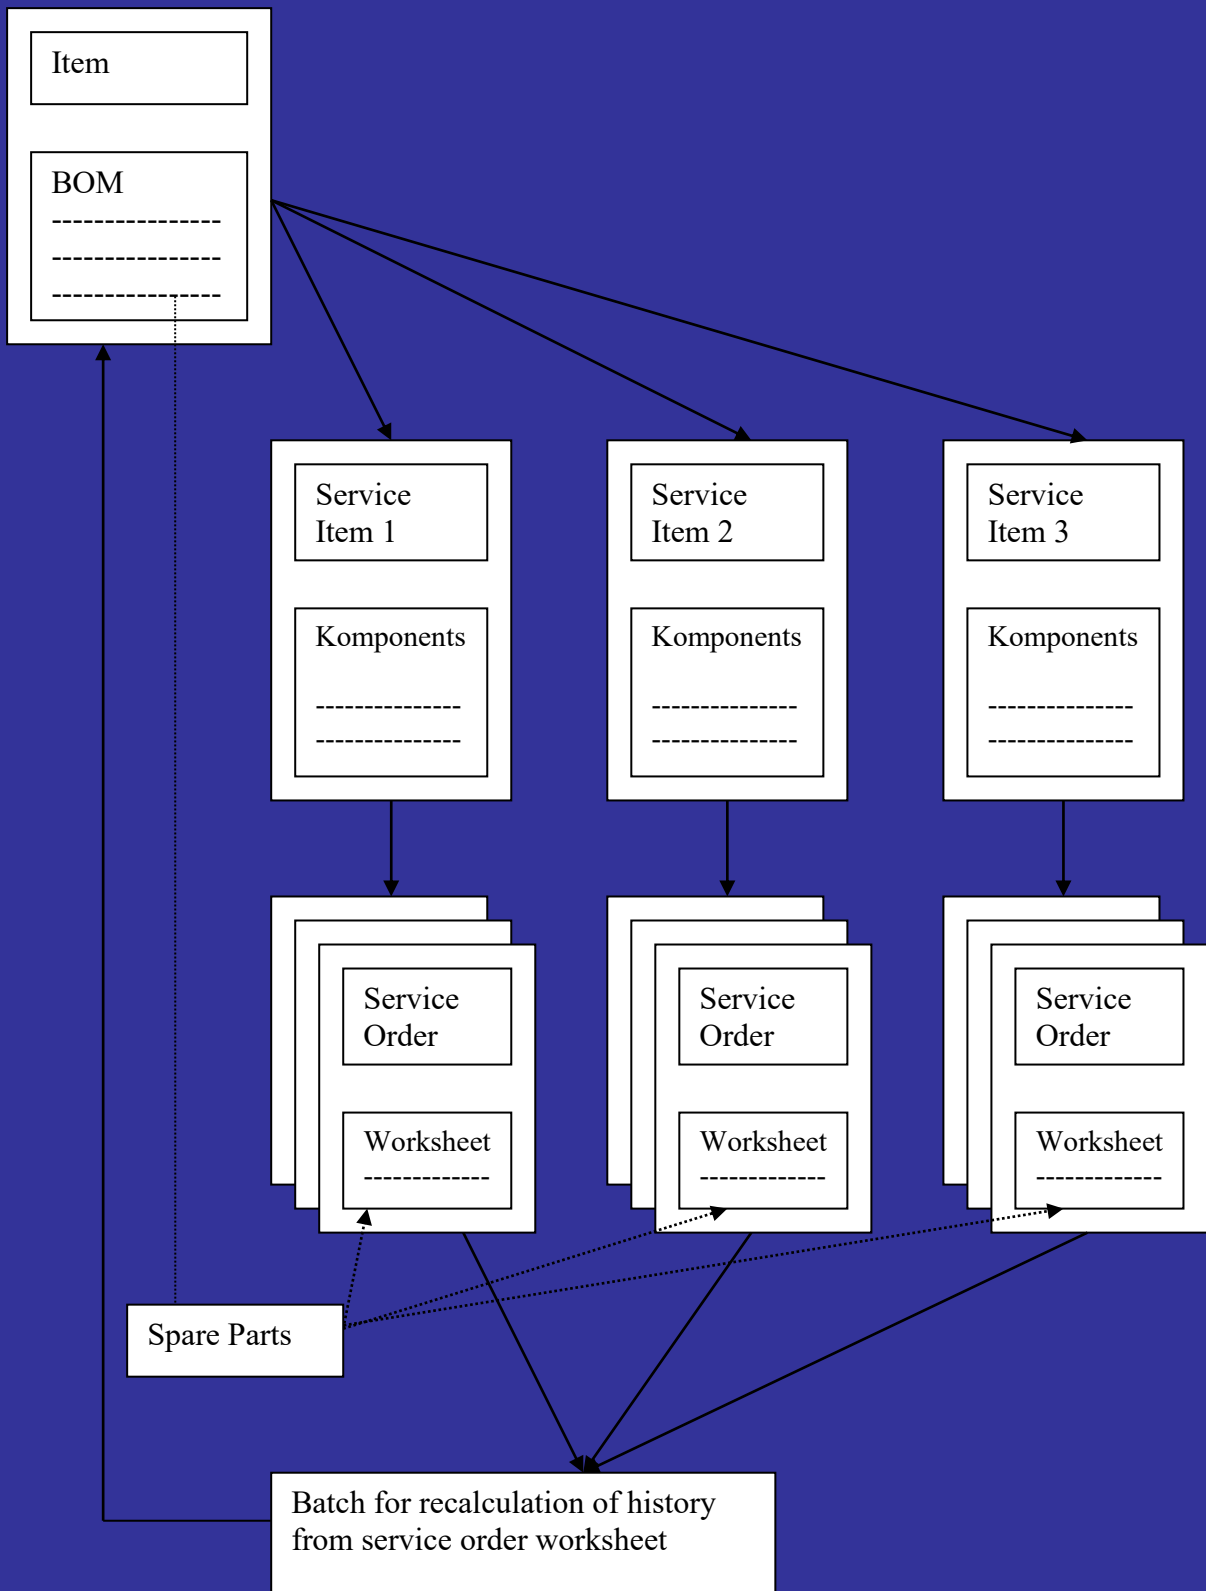 Item
BOM
----------------
----------------
----------------
Service
Item 1
Service
Item 2
Service
Item 3
Komponents
--------------
--------------
Komponents
--------------
--------------
Komponents
--------------
--------------
Service
Order
Service
Order
Service
Order
Worksheet
------------
Worksheet
------------
Worksheet
------------
Spare Parts
Batch for recalculation of history
from service order worksheet